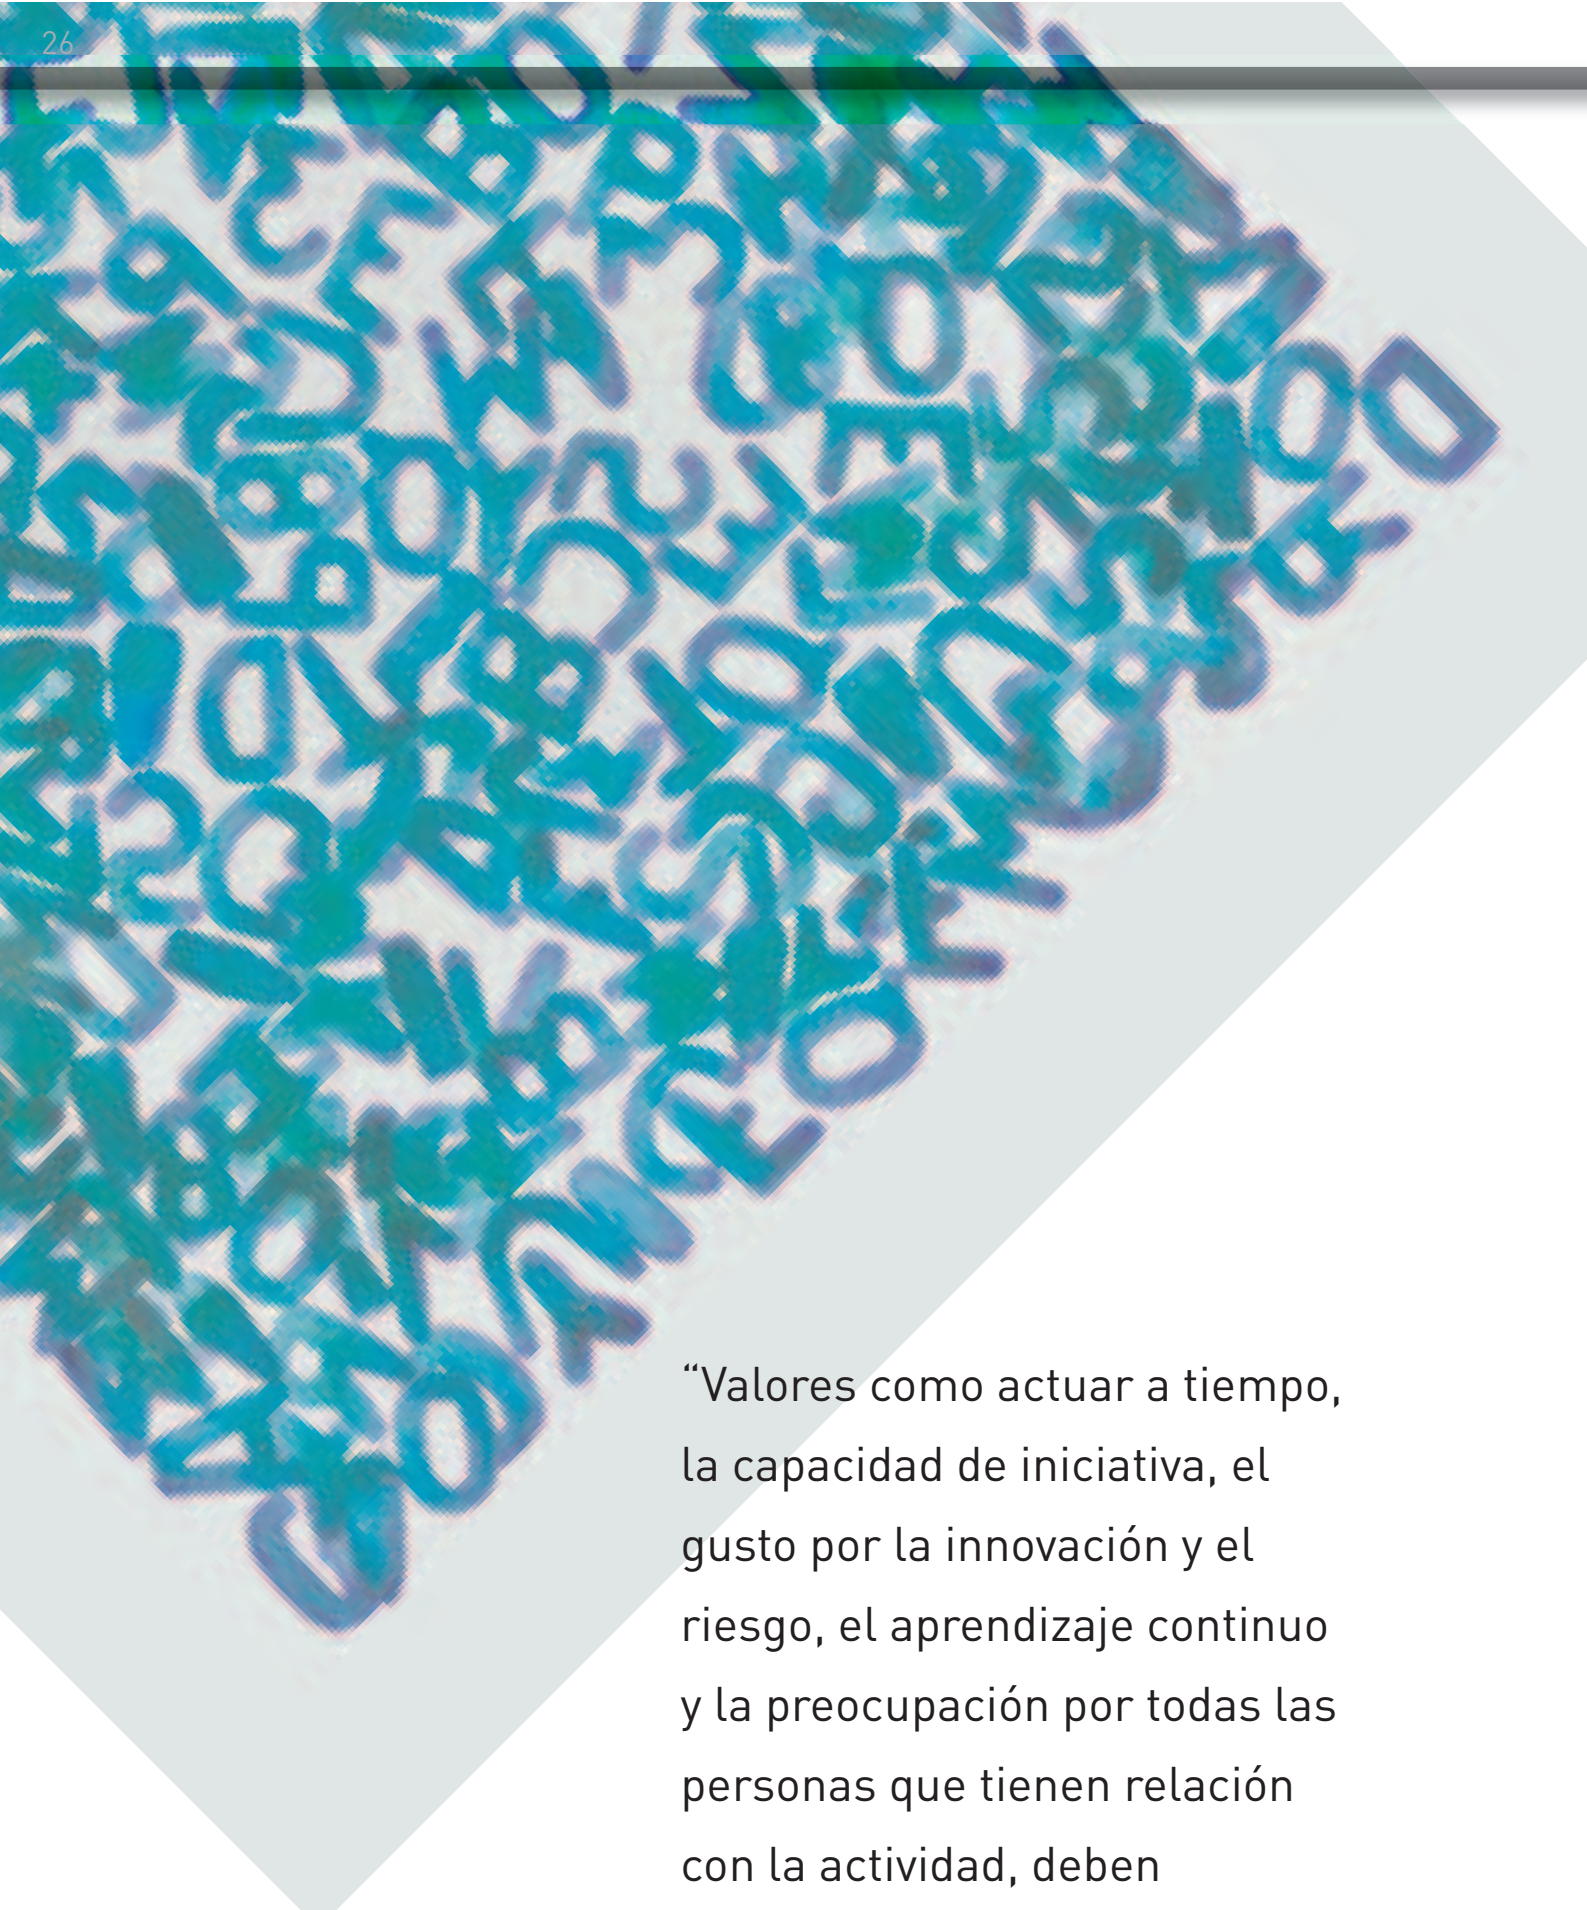 26
“Valores como actuar a tiempo,
la capacidad de iniciativa, el
gusto por la innovación y el
riesgo, el aprendizaje continuo
y la preocupación por todas las
personas que tienen relación
con la actividad, deben